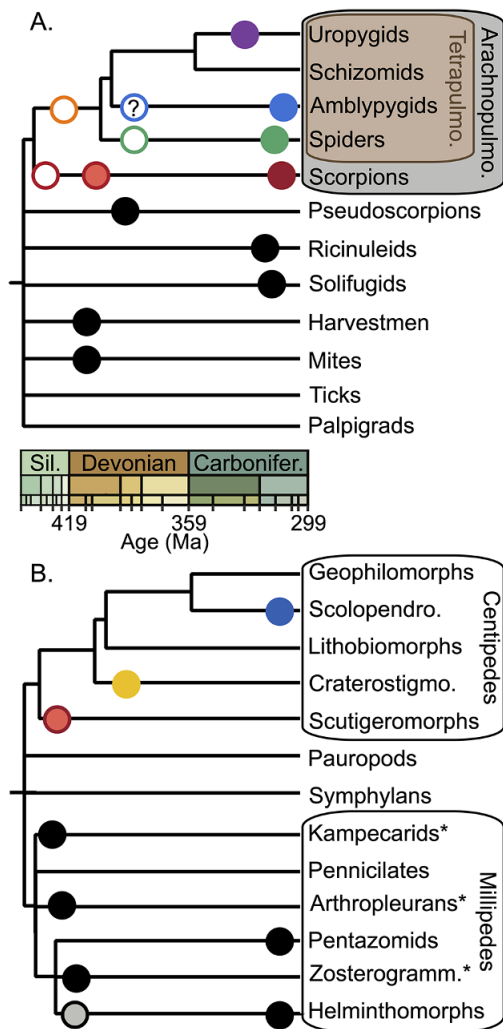 A.
Uropygids
Schizomids
Amblypygids
?
Spiders
Scorpions
Tetrapulmo.
Arachnopulmo.
Pseudoscorpions
Ricinuleids
Solifugids
Harvestmen
Mites
Ticks
Palpigrads
Sil. Devonian Carbonifer.
419 359 299
Age (Ma)
B.
Geophilomorphs
Scolopendro.
Lithobiomorphs
Craterostigmo.
Scutigeromorphs
Centipedes
Pauropods
Symphylans
Kampecarids*
Pennicilates
Arthropleurans*
Pentazomids
Zosterogramm.*
Helminthomorphs
Millipedes